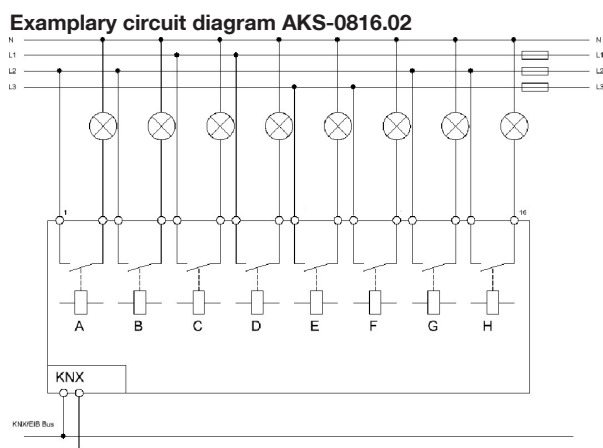 Examplary circuit diagram AKS-0816.02
N N
L1 L1
L2 L2
L3 L3
1 16
A B C D E F G H
KNX
KNX/EIB Bus